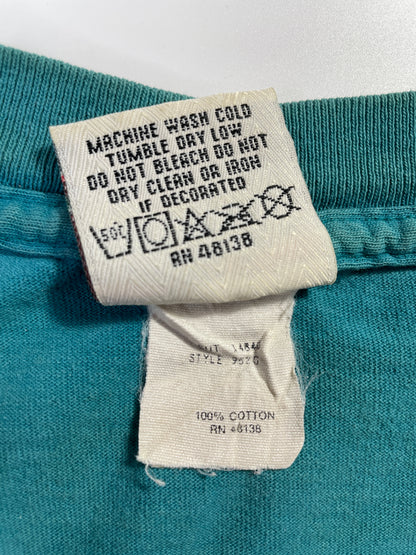 MACHINE WASH COLD
TUMBLE DRY LOW
DO NOT BLEACH DO NOT
DRY CLEAN OR IRON
IF DECORATED
RN 48138
STYLE
100% COTTON
RN 48138